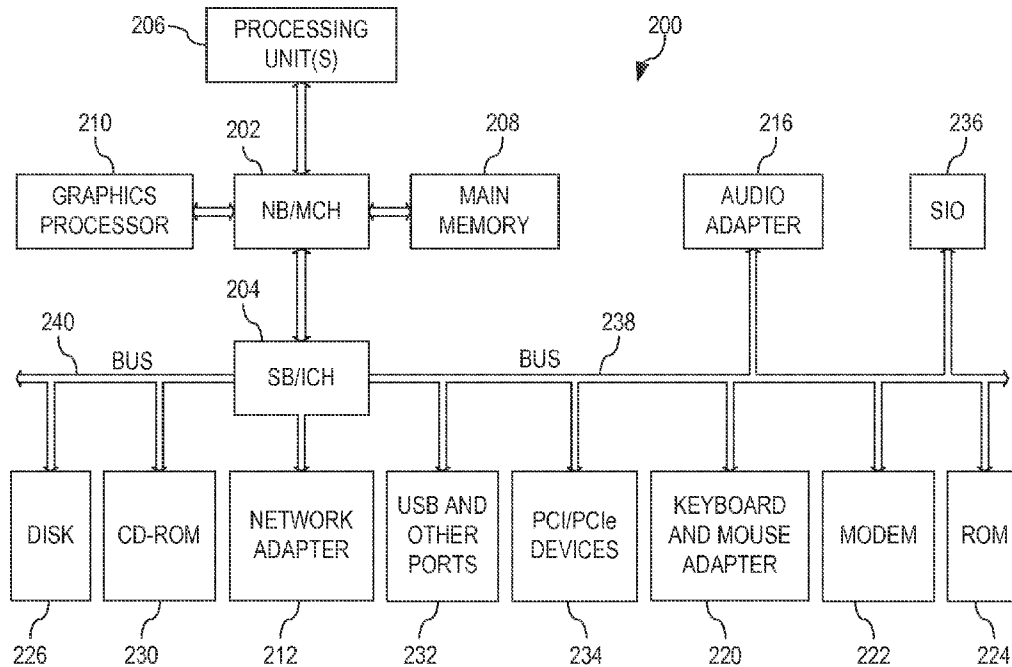 206
PROCESSING
UNIT(S)
200
210
202
208
216
236
GRAPHICS
PROCESSOR
NB/MCH
MAIN
MEMORY
AUDIO
ADAPTER
SIO
204
240
238
BUS
BUS
SB/ICH
DISK
CD-ROM
NETWORK
ADAPTER
USB AND
OTHER
PORTS
PCI/PCIe
DEVICES
KEYBOARD
AND MOUSE
ADAPTER
MODEM
ROM
226
230
212
232
234
220
222
224